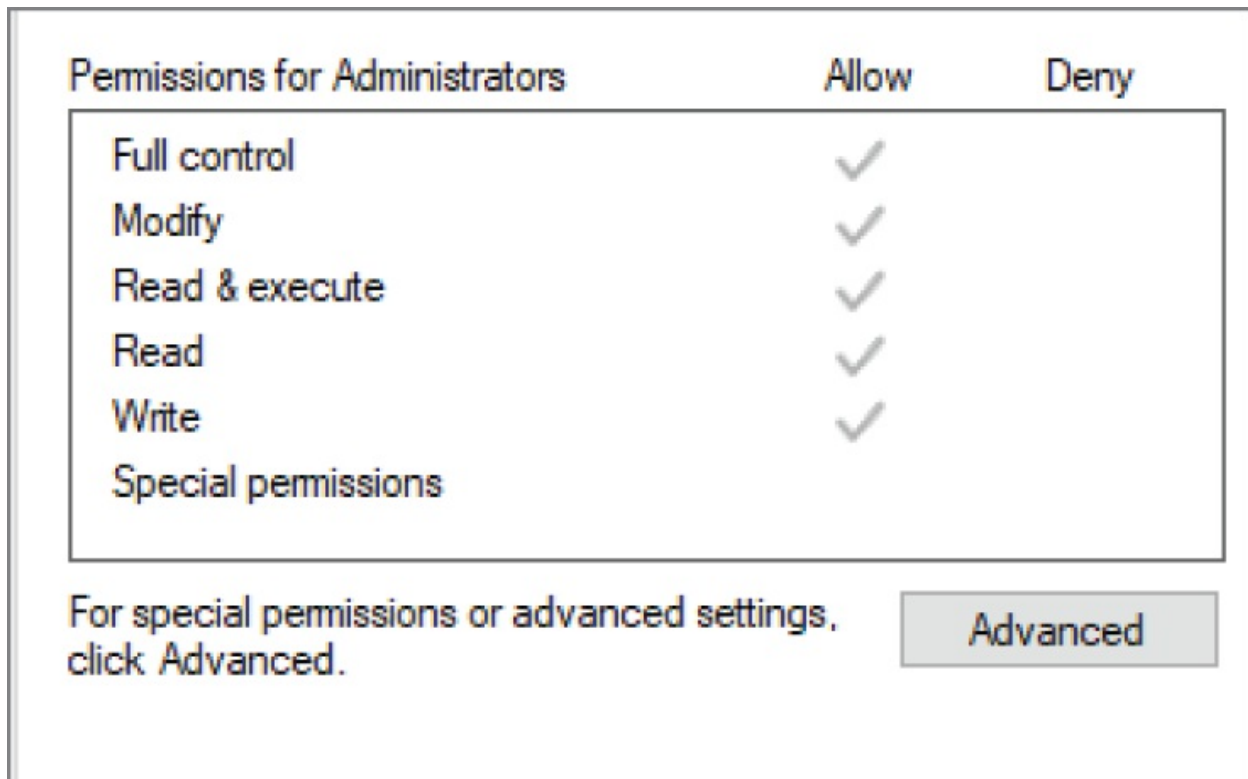 Permissions for Administrators Allow Deny
Full control
Modify
Read & execute
Read
Write
Special permissions
For special permissions or advanced settings,
click Advanced.
Advanced